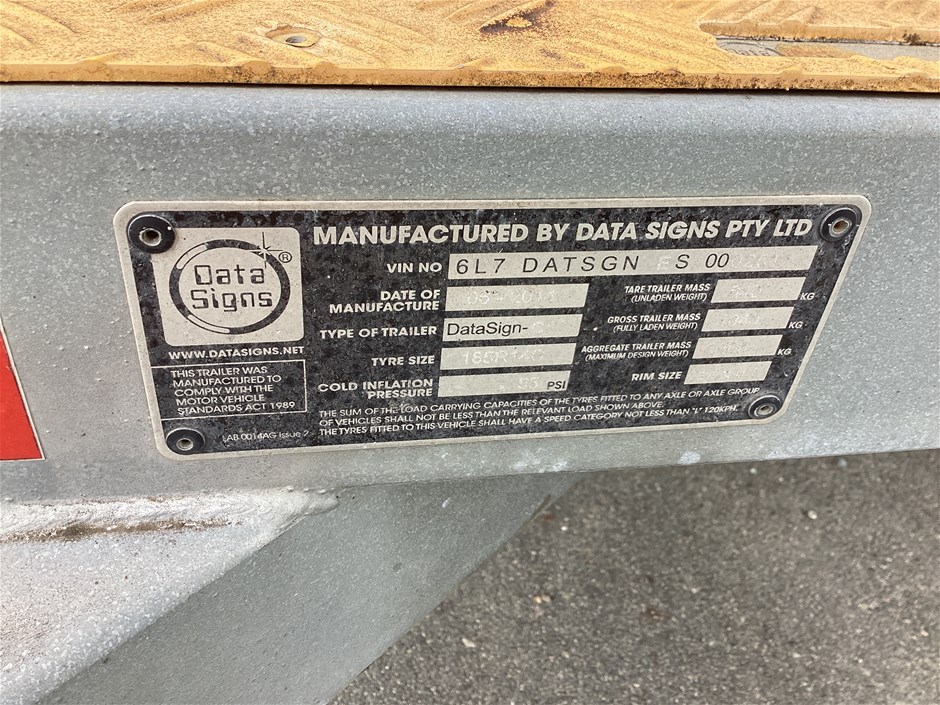 Data
Signs
®
WWW.DATASIGNS.NET
THIS TRAILER WAS
MANUFACTURED TO
COMPLY WITH THE
MOTOR VEHICLE
STANDARDS ACT 1989
LAB 0014AG Issue 2
MANUFACTURED BY DATA SIGNS PTY LTD
VIN NO 6L7 DATSGN S 00
DATE OF
MANUFACTURE
TYPE OF TRAILER DataSign-
TYRE SIZE 185R14C
COLD INFLATION
PRESSURE PSI
TARE TRAILER MASS
(UNLADEN WEIGHT) KG
GROSS TRAILER MASS
(FULLY LADEN WEIGHT) KG
AGGREGATE TRAILER MASS
(MAXIMUM DESIGN WEIGHT) KG
RIM SIZE
THE SUM OF THE LOAD CARRYING CAPACITIES OF THE TYRES FITTED TO ANY AXLE OR AXLE GROUP
OF VEHICLES SHALL NOT BE LESS THAN THE RELEVANT LOAD SHOWN ABOVE.
THE TYRES FITTED TO THIS VEHICLE SHALL HAVE A SPEED CATEGORY NOT LESS THAN "L" 120KPH.